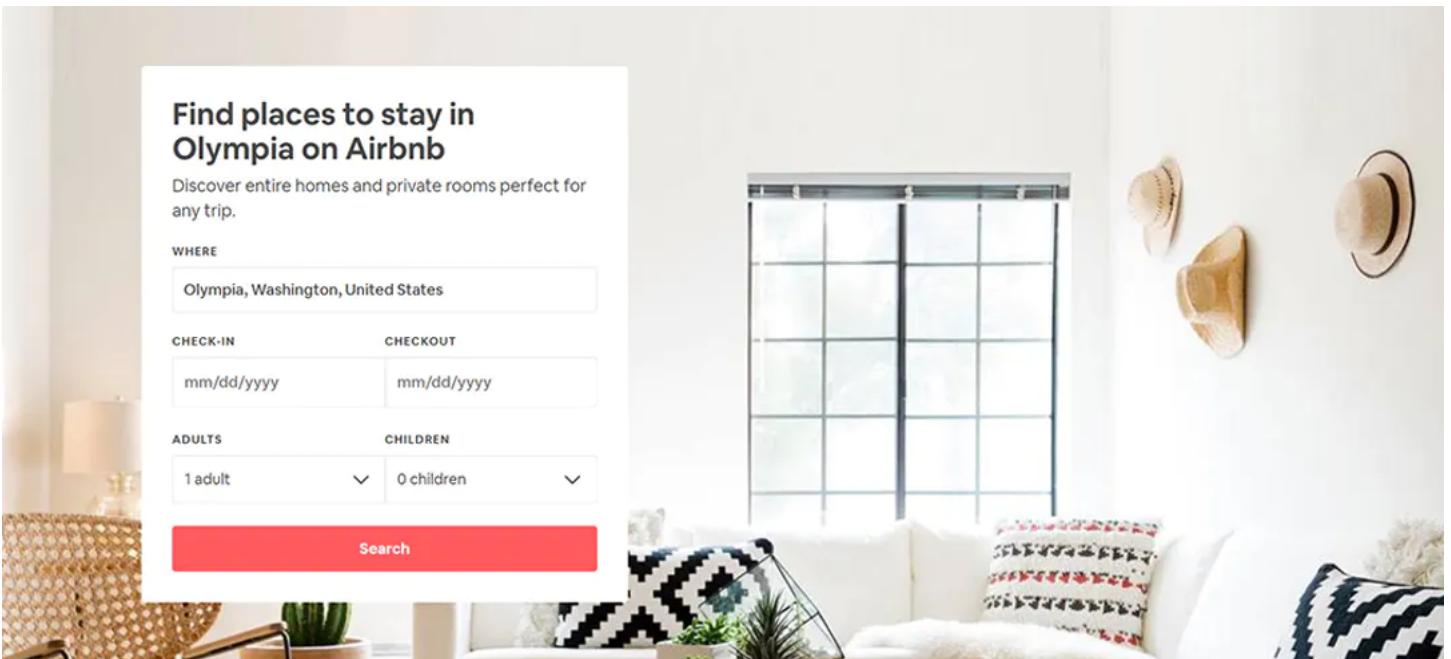 Find places to stay in
Olympia on Airbnb
Discover entire homes and private rooms perfect for
any trip.
WHERE
Olympia, Washington, United States
CHECK-IN CHECKOUT
mm/dd/yyyy mm/dd/yyyy
ADULTS CHILDREN
1 adult 0 children
Search